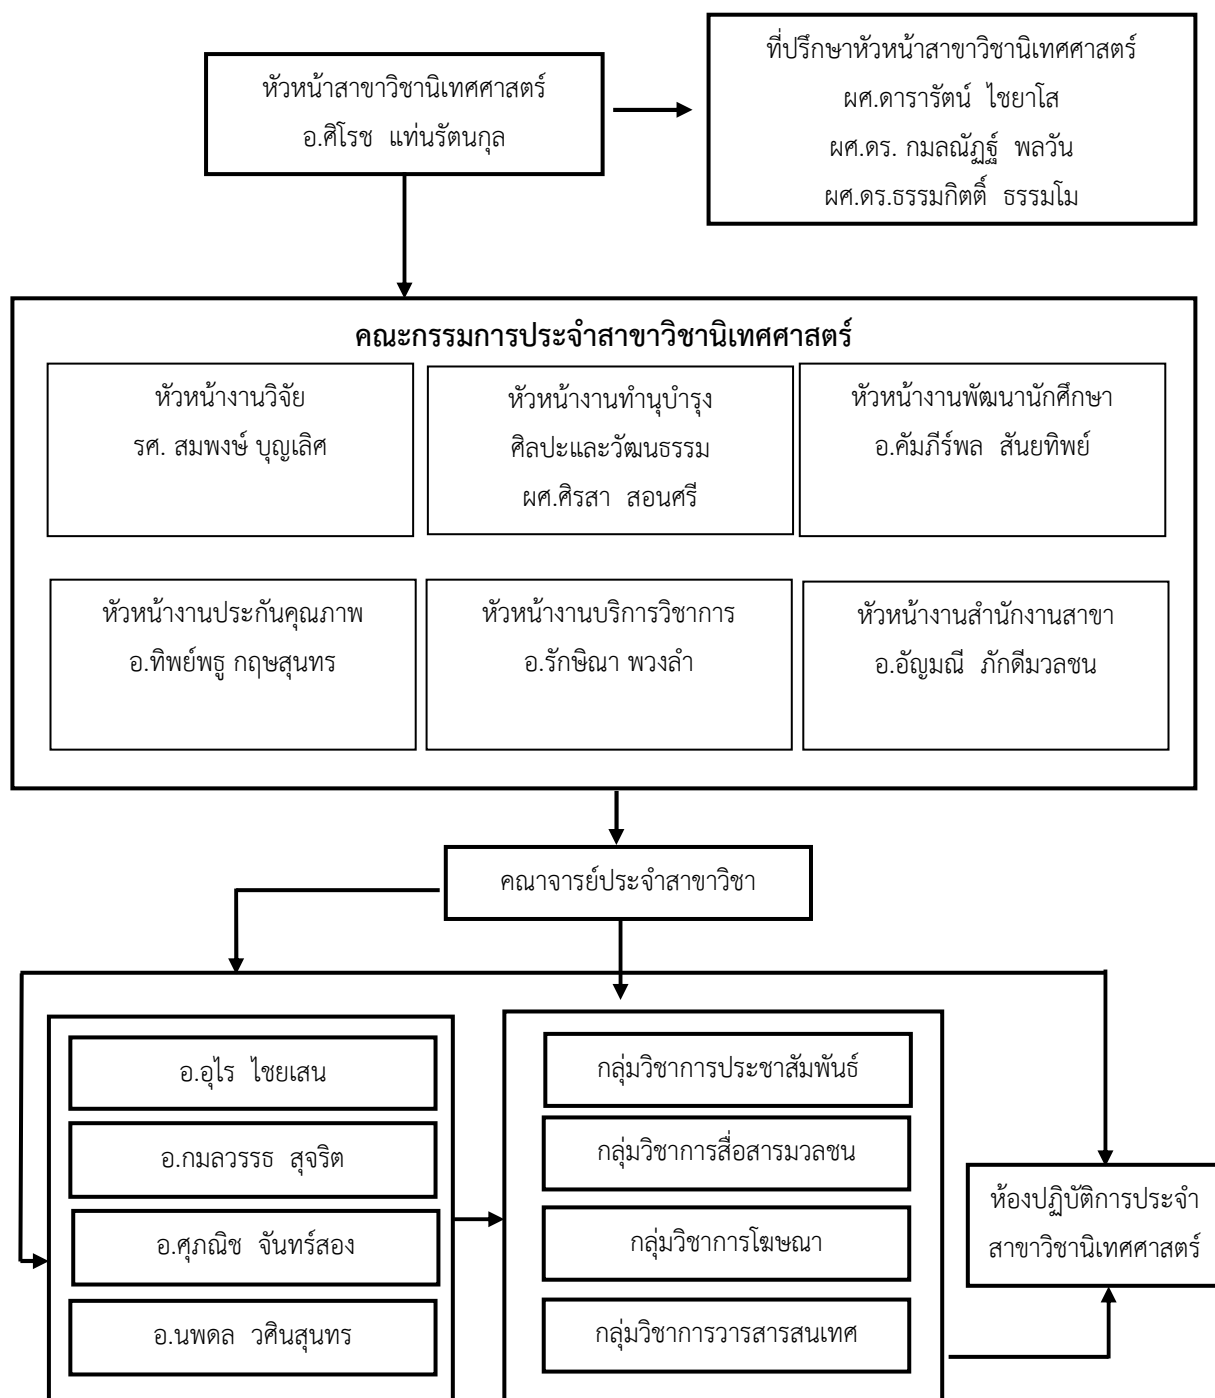 หัวหน้าสาขาวิชานิเทศศาสตร์
อ.ศิโรช  แท่นรัตนกุล
ที่ปรึกษาหัวหน้าสาขาวิชานิเทศศาสตร์
ผศ.ดารารัตน์  ไชยาโส
ผศ.ดร. กมลณัฏฐ์  พลวัน
ผศ.ดร.ธรรมกิตติ์  ธรรมโม
คณะกรรมการประจำสาขาวิชานิเทศศาสตร์
หัวหน้างานวิจัย
รศ. สมพงษ์ บุญเลิศ
หัวหน้างานทำนุบำรุง
ศิลปะและวัฒนธรรม
ผศ.ศิรสา  สอนศรี
หัวหน้างานพัฒนานักศึกษา
อ.คัมภีร์พล  สันยทิพย์
หัวหน้างานประกันคุณภาพ
อ.ทิพย์พธู กฤษสุนทร
หัวหน้างานบริการวิชาการ
อ.รักษิณา พวงลำ
หัวหน้างานสำนักงานสาขา
อ.อัญมณี  ภักดีมวลชน
คณาจารย์ประจำสาขาวิชา
อ.อุไร  ไชยเสน
อ.กมลวรรธ  สุจริต
อ.ศุภณิช  จันทร์สอง
อ.นพดล  วศินสุนทร
กลุ่มวิชาการประชาสัมพันธ์
กลุ่มวิชาการสื่อสารมวลชน
กลุ่มวิชาการโฆษณา
กลุ่มวิชาการวารสารสนเทศ
ห้องปฏิบัติการประจำ
สาขาวิชานิเทศศาสตร์